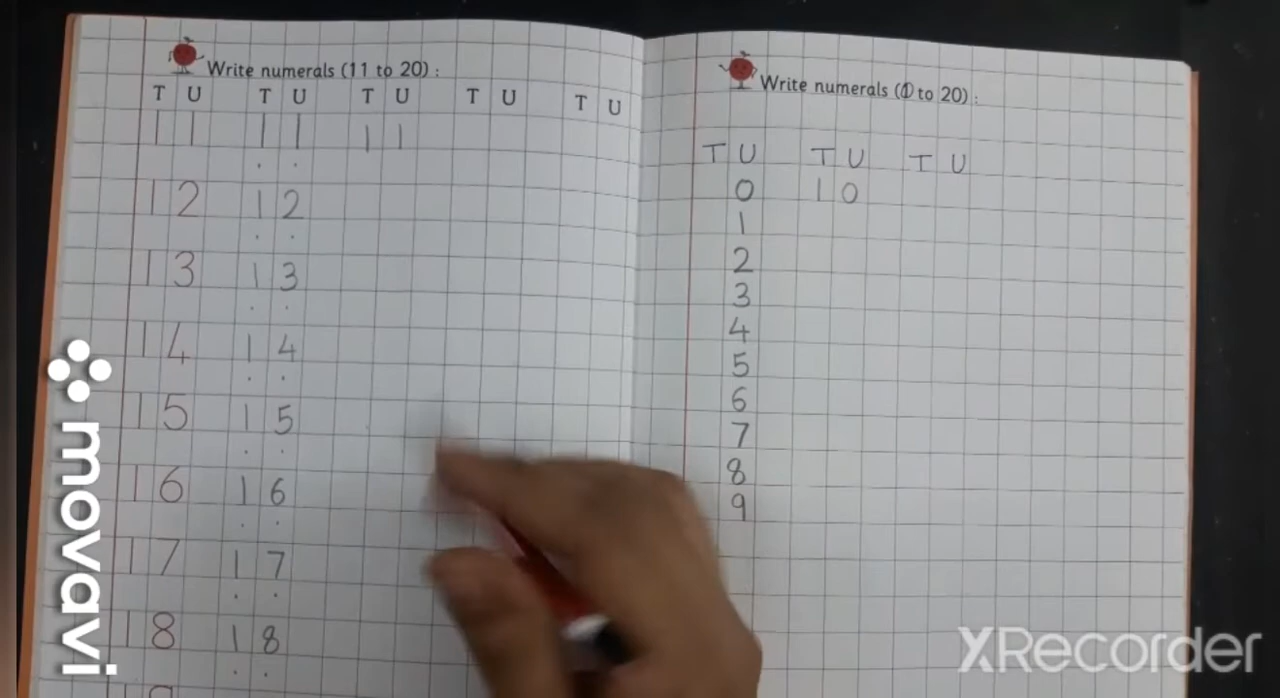 Write numerals (11 to 20) :
T U T U T U T U T U
11 11 11
12 12
13 13
14 14
15 15
16 16
17 17
18 18
Write numerals (0 to 20) :
T U T U T U
0 10
1
2
3
4
5
6
7
8
9
movavi
XRecorder